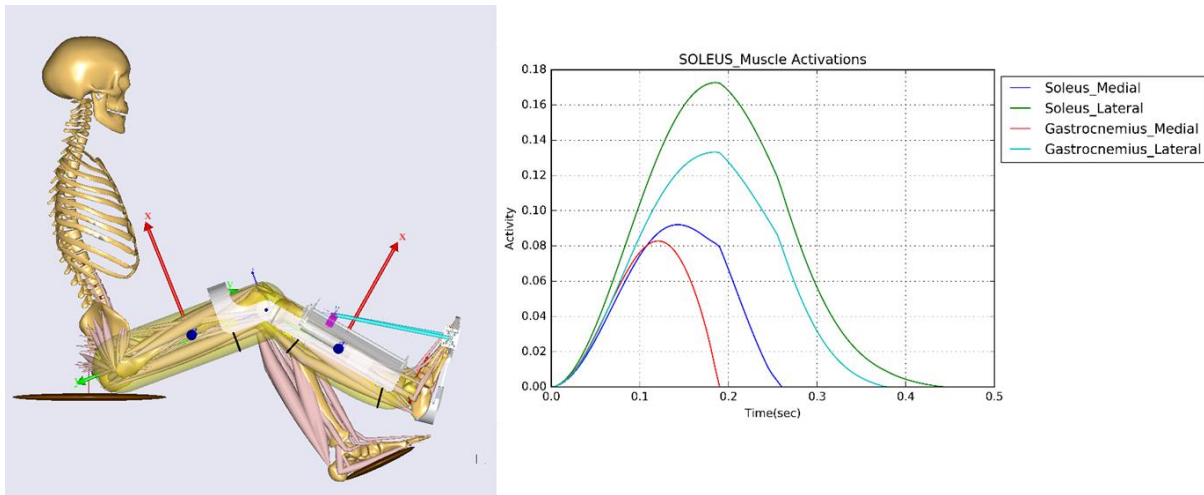 X
X
Y
SOLEUS_Muscle Activations
0.18
0.16
0.14
0.12
0.10
0.08
0.06
0.04
0.02
0.00
Activity
0.0 0.1 0.2 0.3 0.4 0.5
Time(sec)
Soleus_Medial
Soleus_Lateral
Gastrocnemius_Medial
Gastrocnemius_Lateral